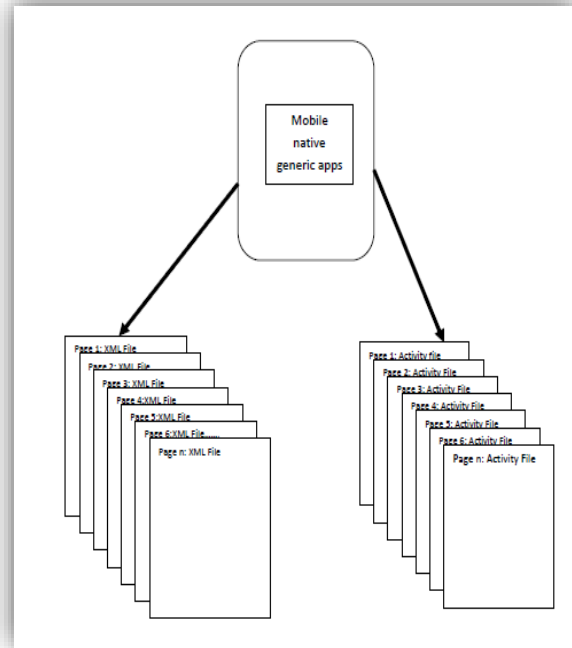 Mobile
native
generic apps
Page 1: XML File
Page 2: XML File
Page 3: XML File
Page 4:XML File
Page 5:XML File
Page 6:XML File......
Page n: XML File
Page 1: Activity file
Page 2: Activity File
Page 3: Activity File
Page 4: Activity File
Page 5: Activity File
Page 6: Activity File
Page n: Activity File